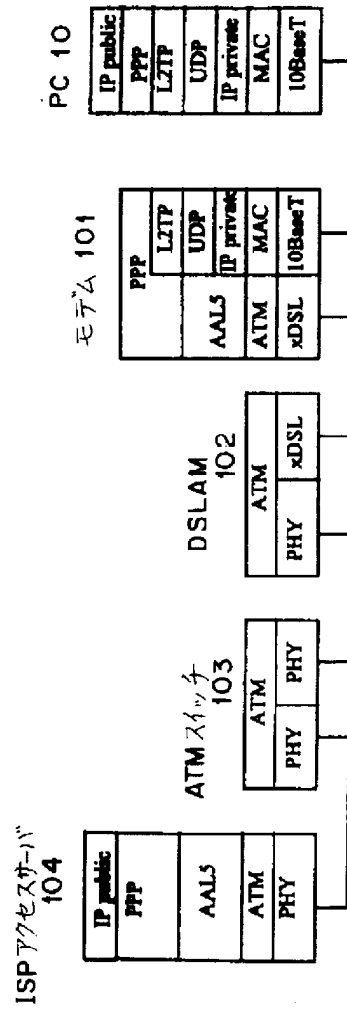 ISPアクセスサーバ
104
IP public
PPP
AAL5
ATM
PHY
ATMスイッチ
103
ATM
PHY
PHY
DSLAM
102
ATM
PHY
xDSL
モデム 101
PPP
L2TP
AAL5
UDP
IP private
ATM
MAC
xDSL
10BaseT
PC 10
IP public
PPP
L2TP
UDP
IP private
MAC
10BaseT